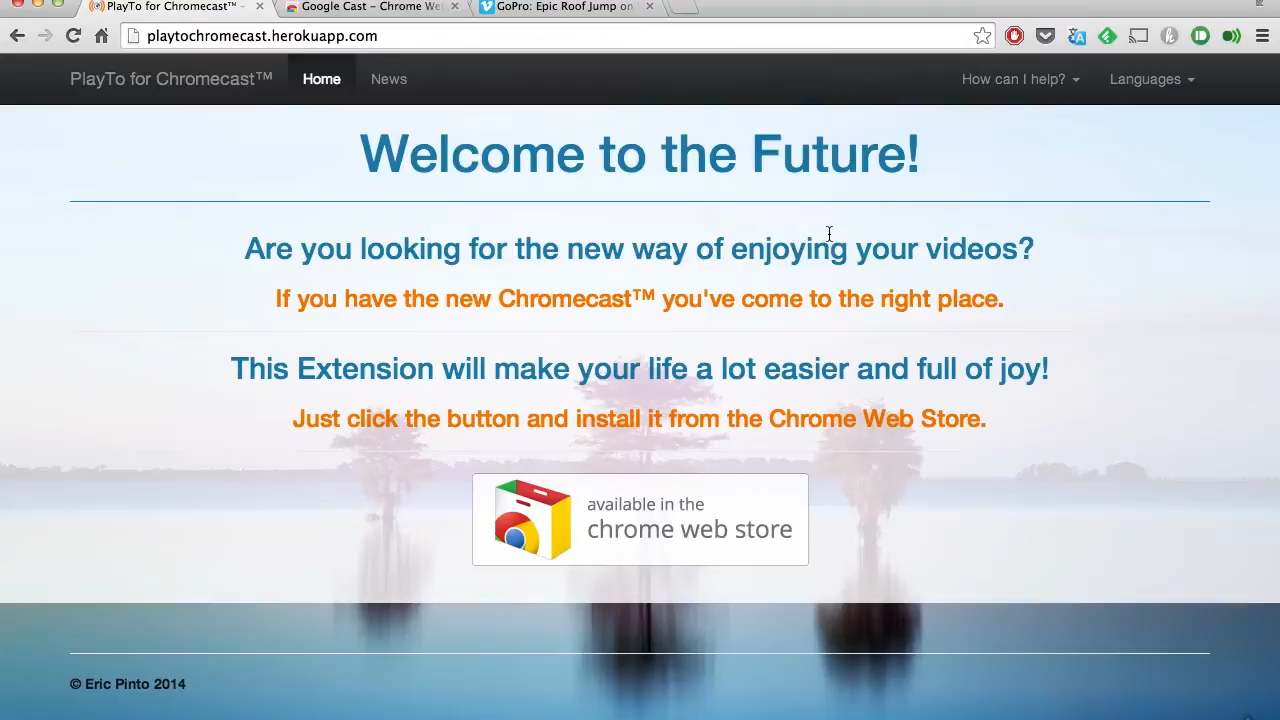 PlayTo for Chromecast™ -
Google Cast - Chrome We
GoPro: Epic Roof Jump on
playtochromecast.herokuapp.com
PlayTo for Chromecast™
Home
News
How can I help?
Languages
Welcome to the Future!
Are you looking for the new way of enjoying your videos?
If you have the new Chromecast™ you've come to the right place.
This Extension will make your life a lot easier and full of joy!
Just click the button and install it from the Chrome Web Store.
available in the
chrome web store
© Eric Pinto 2014